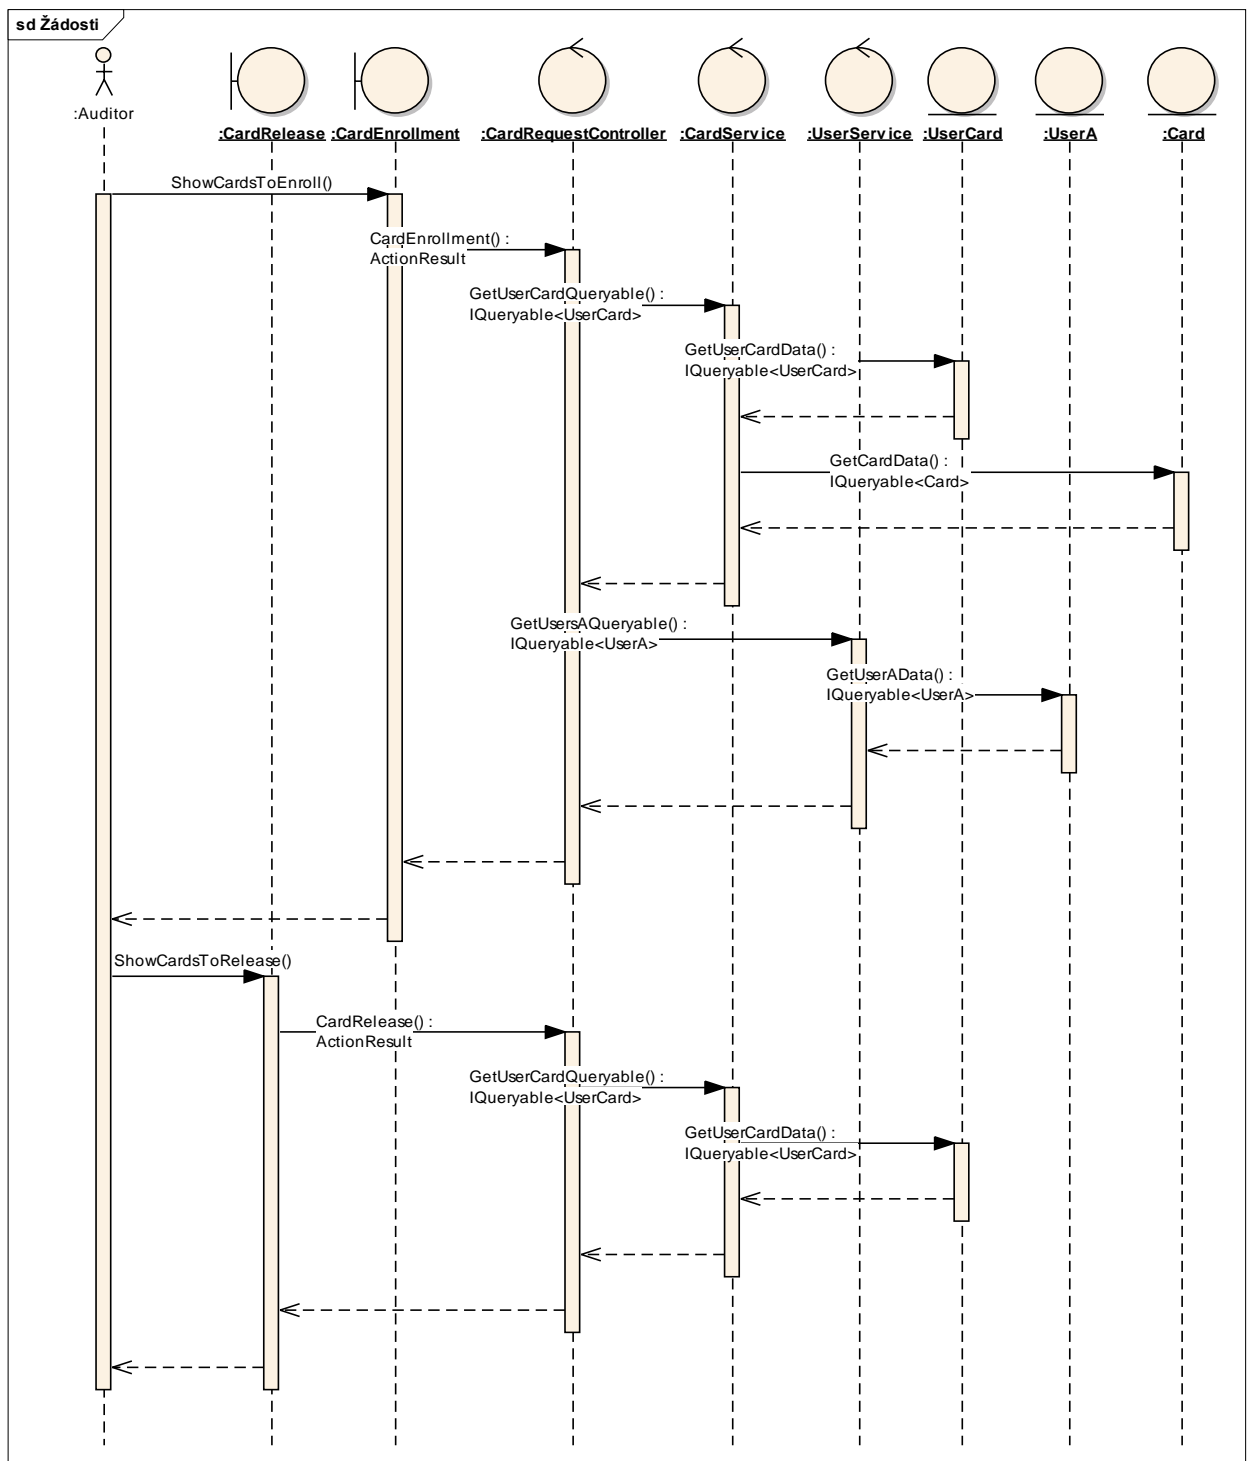 sd Žádosti
:Auditor
:CardRelease
:CardEnrollment
:CardRequestController
:CardService
:UserService
:UserCard
:UserA
:Card
ShowCardsToEnroll()
CardEnrollment() :
ActionResult
GetUserCardQueryable() :
IQueryable<UserCard>
GetUserCardData() :
IQueryable<UserCard>
GetCardData() :
IQueryable<Card>
GetUsersAQueryable() :
IQueryable<UserA>
GetUserAData() :
IQueryable<UserA>
ShowCardsToRelease()
CardRelease() :
ActionResult
GetUserCardQueryable() :
IQueryable<UserCard>
GetUserCardData() :
IQueryable<UserCard>